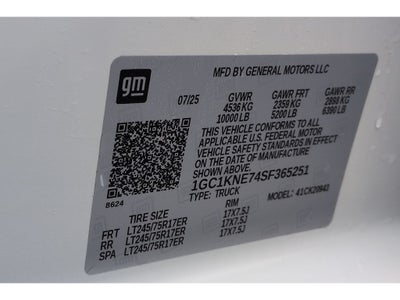 gm
MFD BY GENERAL MOTORS LLC
07/25 GVWR GAWR FRT GAWR RR
4536 KG 2359 KG 2898 KG
10000 LB 5200 LB 6390 LB
THIS VEHICLE CONFORMS TO ALL
APPLICABLE U.S. FEDERAL MOTOR
VEHICLE SAFETY STANDARDS IN
EFFECT ON THE DATE OF MANUFACTURE
SHOWN ABOVE.
1GC1KNE74SF365251
TYPE: TRUCK MODEL: 41CK20943
8624
TIRE SIZE RIM
FRT LT245/75R17ER 17X7.5J
RR LT245/75R17ER 17X7.5J
SPA LT245/75R17ER 17X7.5J